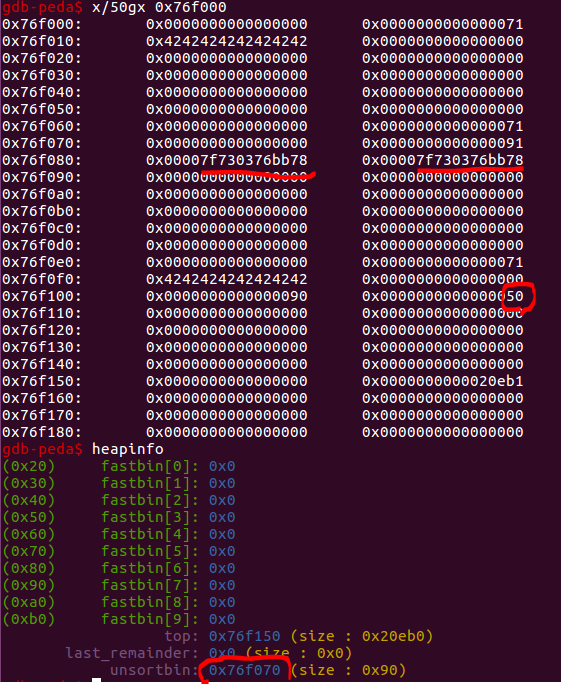 gdb-peda$ x/50gx 0x76f000
0x76f000: 0x0000000000000000 0x0000000000000071
0x76f010: 0x4242424242424242 0x0000000000000000
0x76f020: 0x0000000000000000 0x0000000000000000
0x76f030: 0x0000000000000000 0x0000000000000000
0x76f040: 0x0000000000000000 0x0000000000000000
0x76f050: 0x0000000000000000 0x0000000000000000
0x76f060: 0x0000000000000000 0x0000000000000071
0x76f070: 0x0000000000000000 0x0000000000000091
0x76f080: 0x00007f730376bb78 0x00007f730376bb78
0x76f090: 0x0000000000000000 0x0000000000000000
0x76f0a0: 0x0000000000000000 0x0000000000000000
0x76f0b0: 0x0000000000000000 0x0000000000000000
0x76f0c0: 0x0000000000000000 0x0000000000000000
0x76f0d0: 0x0000000000000000 0x0000000000000000
0x76f0e0: 0x0000000000000000 0x0000000000000071
0x76f0f0: 0x4242424242424242 0x0000000000000000
0x76f100: 0x0000000000000090 0x0000000000000050
0x76f110: 0x0000000000000000 0x0000000000000000
0x76f120: 0x0000000000000000 0x0000000000000000
0x76f130: 0x0000000000000000 0x0000000000000000
0x76f140: 0x0000000000000000 0x0000000000000000
0x76f150: 0x0000000000000000 0x0000000000020eb1
0x76f160: 0x0000000000000000 0x0000000000000000
0x76f170: 0x0000000000000000 0x0000000000000000
0x76f180: 0x0000000000000000 0x0000000000000000
gdb-peda$ heapinfo
(0x20) fastbin[0]: 0x0
(0x30) fastbin[1]: 0x0
(0x40) fastbin[2]: 0x0
(0x50) fastbin[3]: 0x0
(0x60) fastbin[4]: 0x0
(0x70) fastbin[5]: 0x0
(0x80) fastbin[6]: 0x0
(0x90) fastbin[7]: 0x0
(0xa0) fastbin[8]: 0x0
(0xb0) fastbin[9]: 0x0
top: 0x76f150 (size : 0x20eb0)
last_remainder: 0x0 (size : 0x0)
unsortbin: 0x76f070 (size : 0x90)